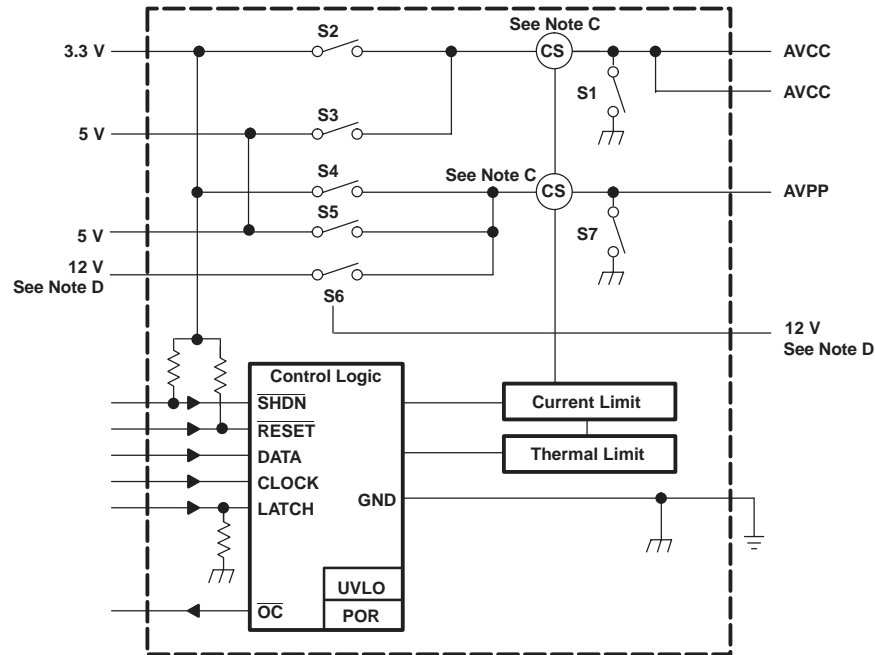 See Note C
S2
3.3 V
CS
AVCC
S1
AVCC
S3
5 V
S4
See Note C
CS
AVPP
S5
5 V
S7
12 V
See Note D
S6
12 V
See Note D
Control Logic
SHDN
Current Limit
RESET
DATA
Thermal Limit
CLOCK
LATCH
GND
UVLO
OC
POR